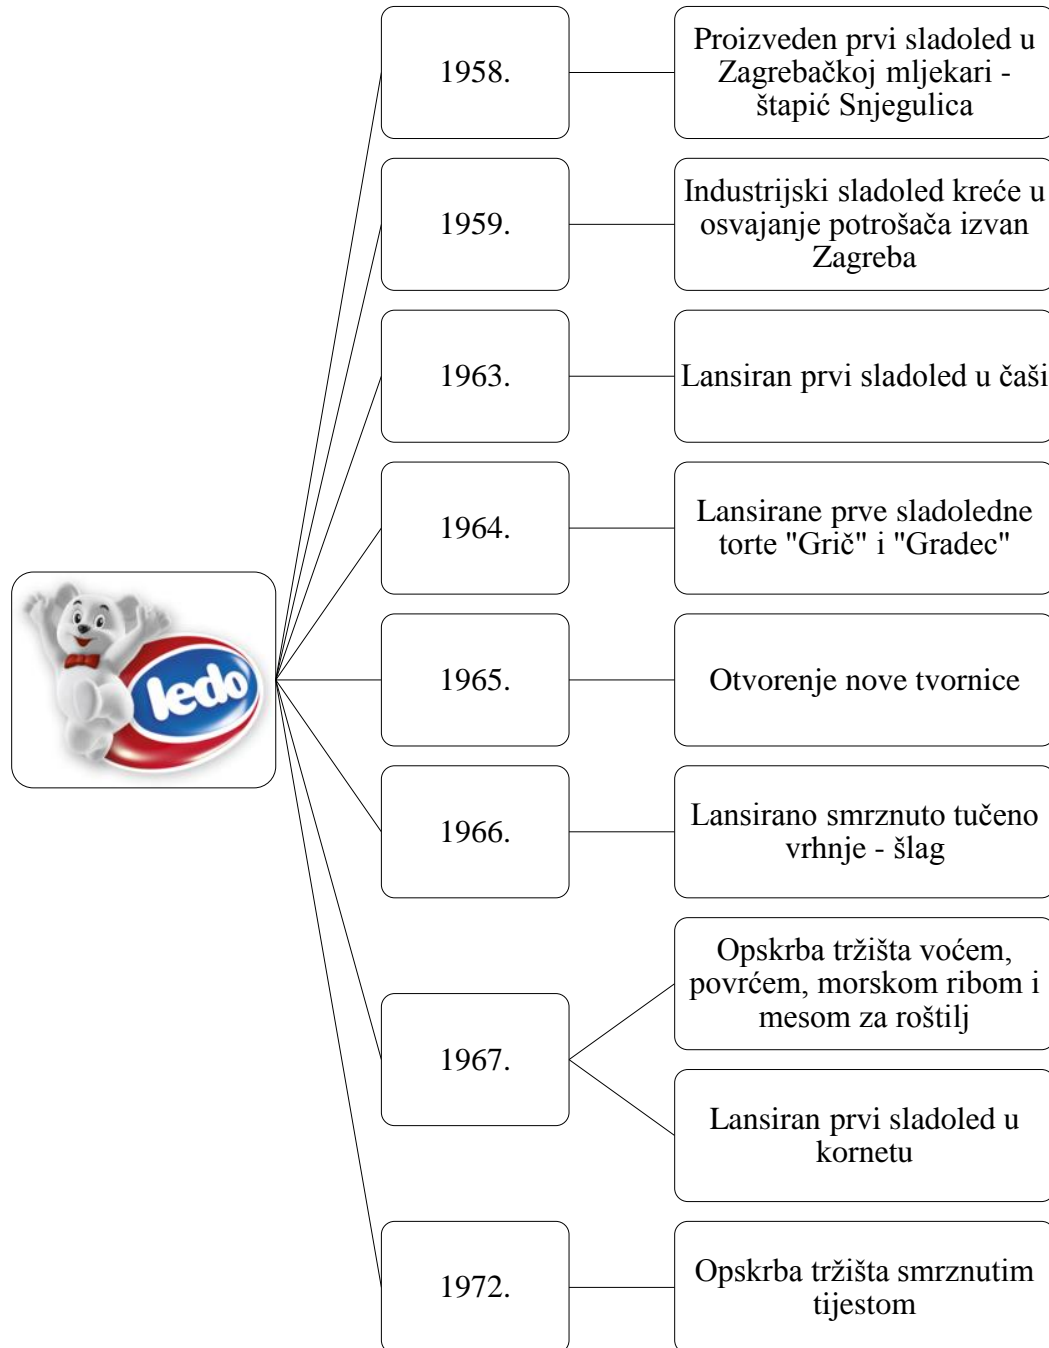 1958.
Proizveden prvi sladoled u
Zagrebačkoj mljekari -
štapić Snjegulica
1959.
Industrijski sladoled kreće u
osvajanje potrošača izvan
Zagreba
1963.
Lansiran prvi sladoled u čaši
1964.
Lansirane prve sladoledne
torte "Grič" i "Gradec"
ledo
1965.
Otvorenje nove tvornice
1966.
Lansirano smrznuto tučeno
vrhnje - šlag
1967.
Opskrba tržišta voćem,
povrćem, morskom ribom i
mesom za roštilj
Lansiran prvi sladoled u
kornetu
1972.
Opskrba tržišta smrznutim
tijestom